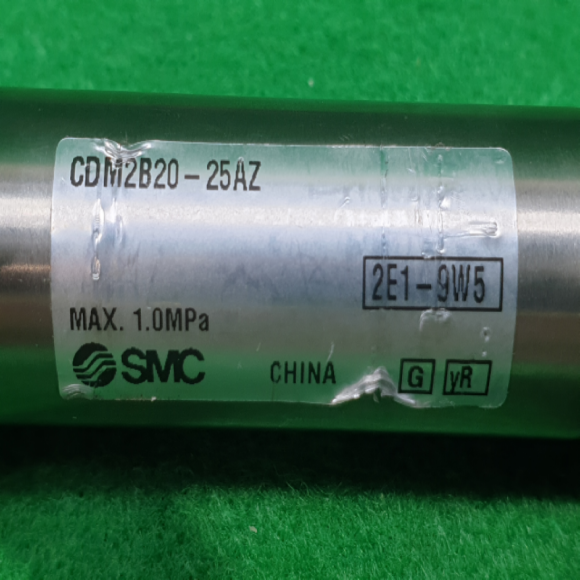 CDM2B20-25AZ
2E1-9W5
MAX. 1.0MPa
SMC CHINA G yR